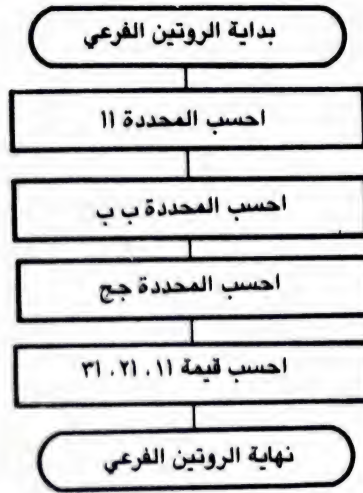 بداية الروتين الفرعي
احسب المحددة اا
احسب المحددة ب ب
احسب المحددة جج
احسب قيمة ١١ ، ٢١ ، ٣١
نهاية الروتين الفرعي